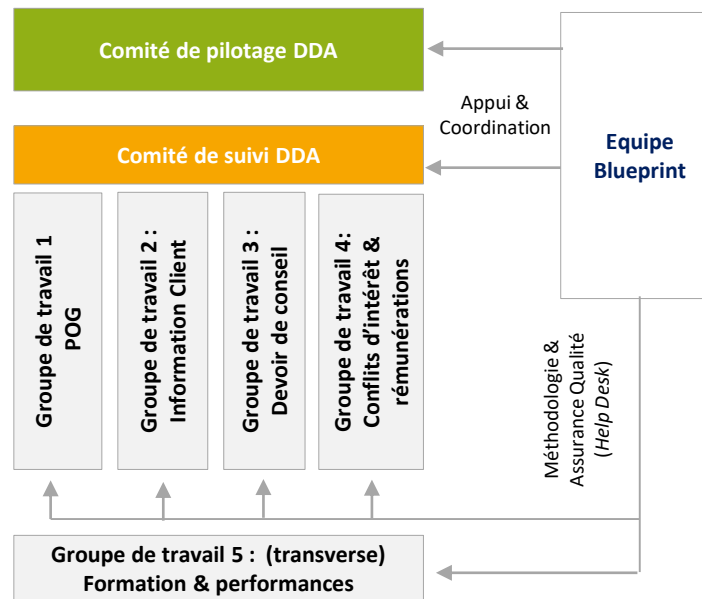 Comité de pilotage DDA
Appui &
Coordination
Equipe
Blueprint
Comité de suivi DDA
Groupe de travail 1
POG
Groupe de travail 2 :
Information Client
Groupe de travail 3 :
Devoir de conseil
Groupe de travail 4:
Conflits d'intérêt &
rémunérations
Méthodologie &
Assurance Qualité
(Help Desk)
Groupe de travail 5 :  (transverse)
Formation & performances